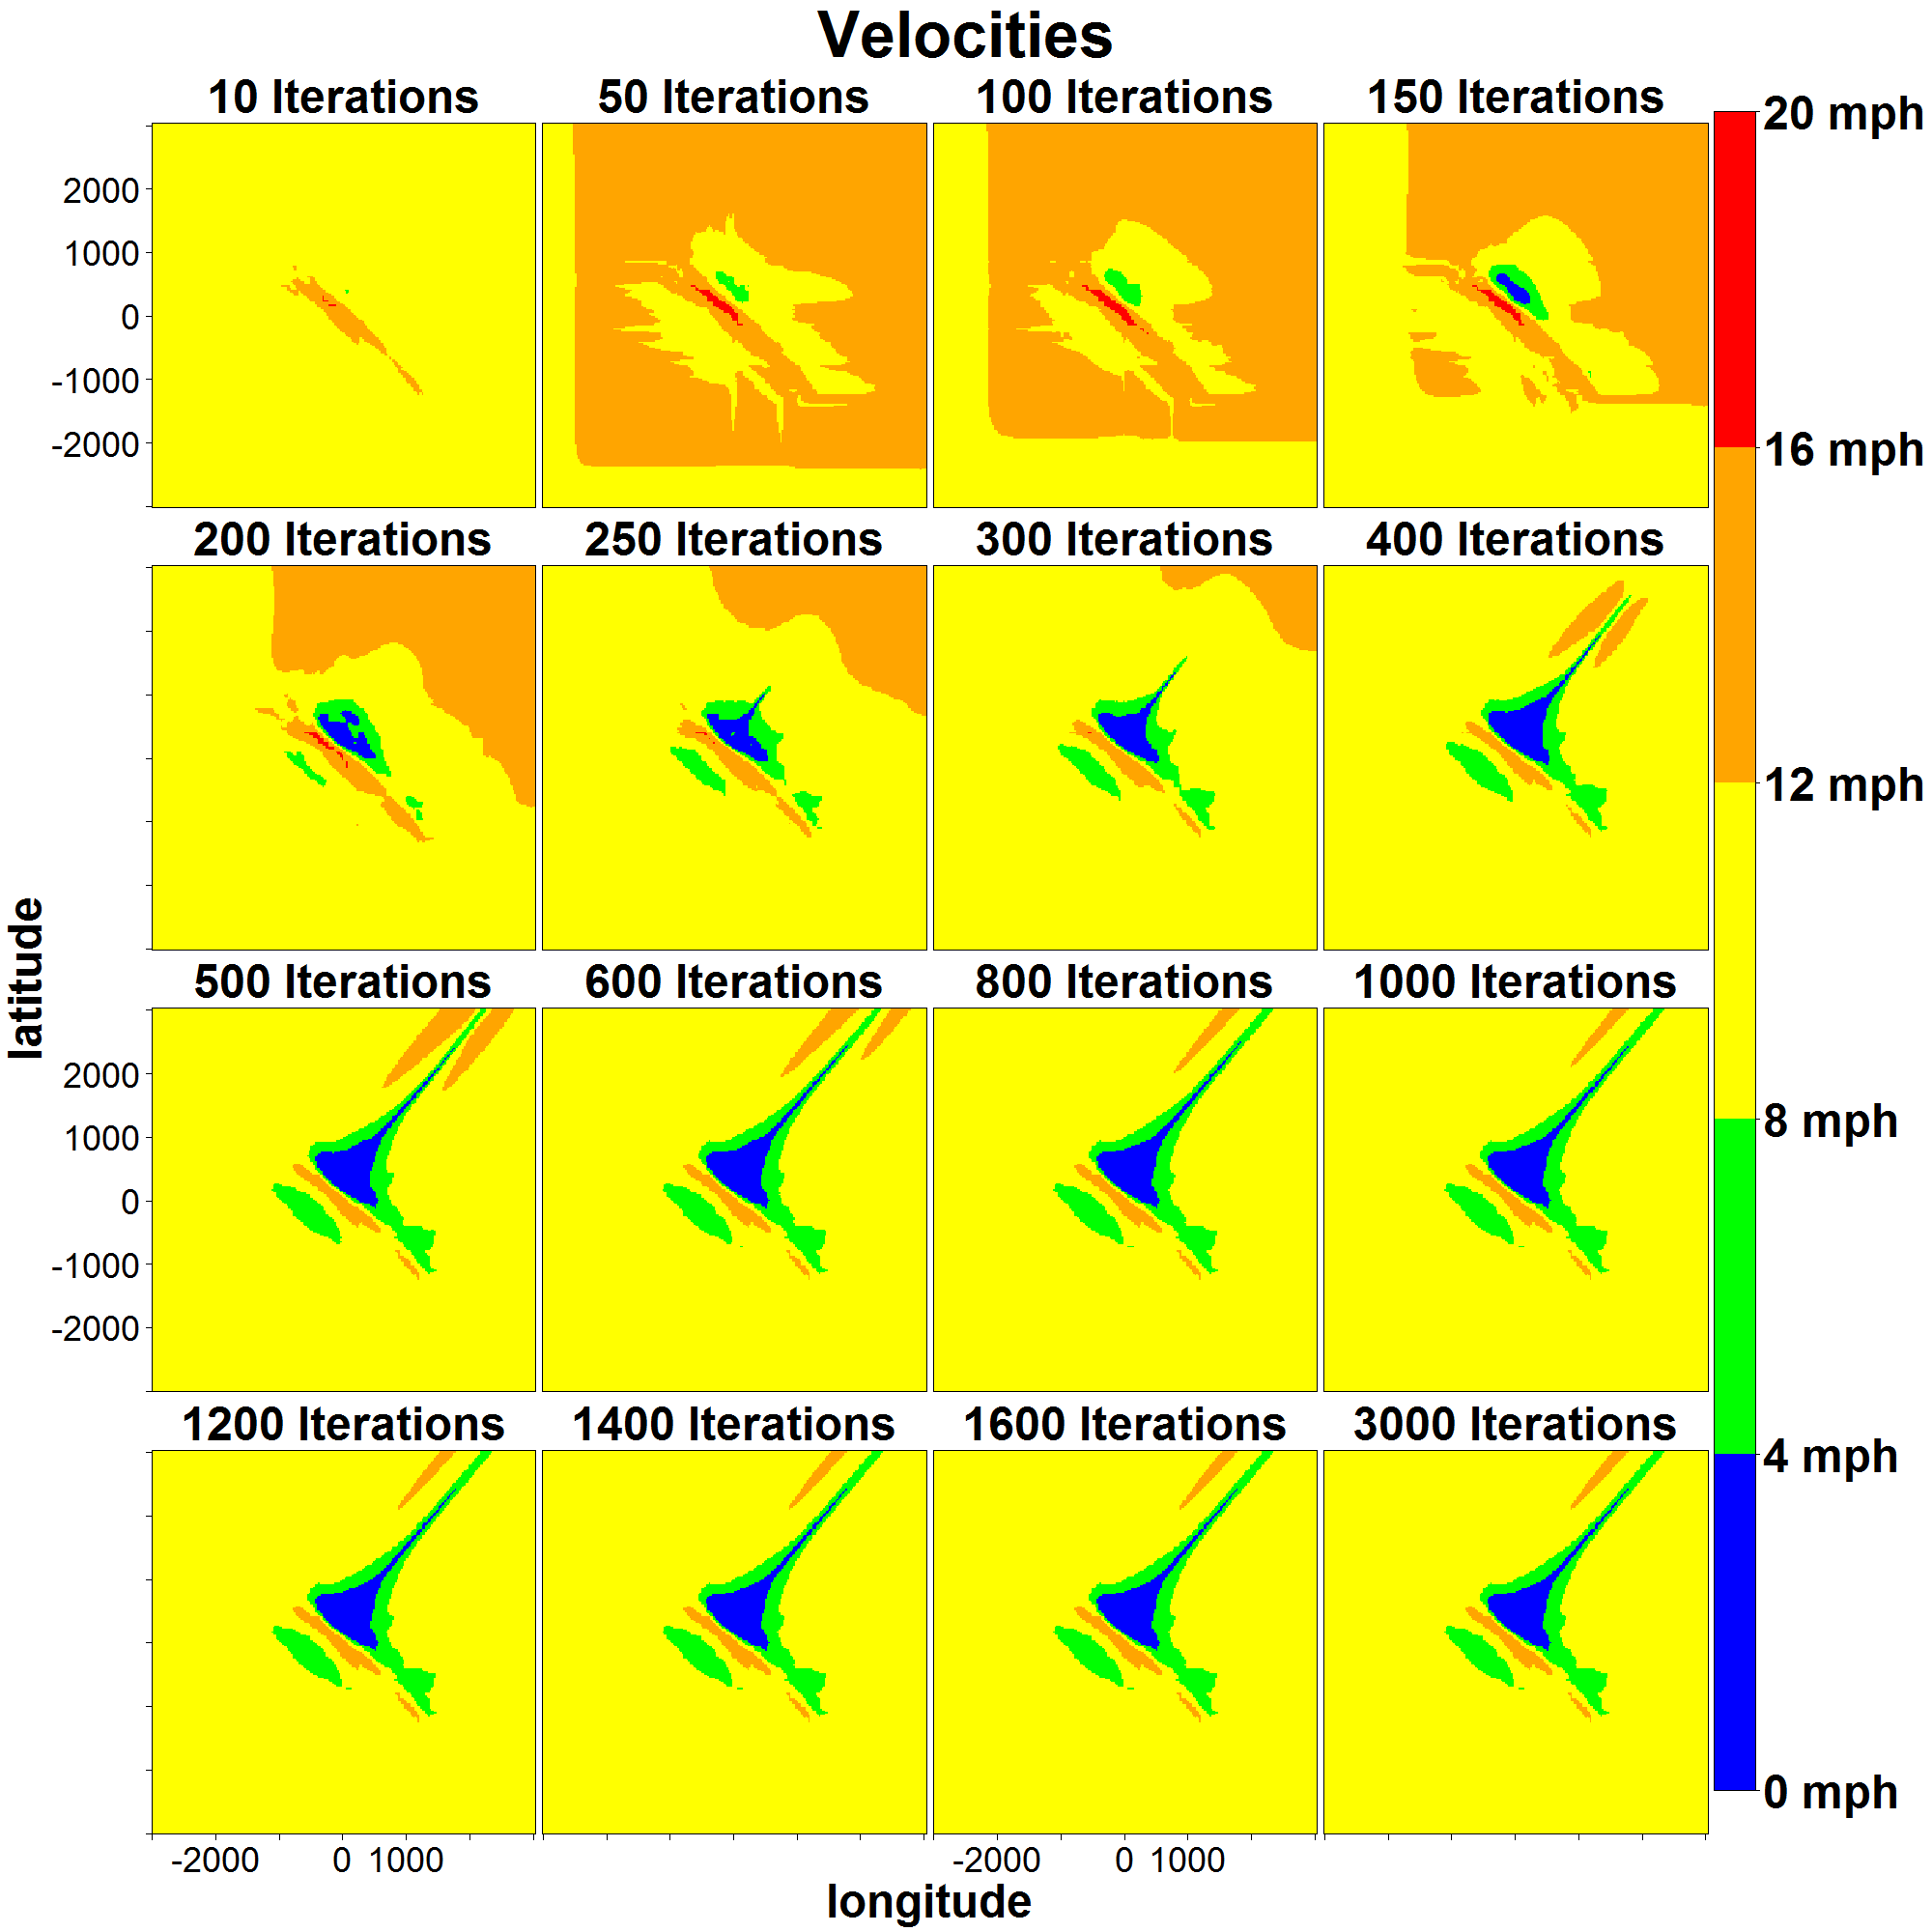 Velocities
10 Iterations
50 Iterations
100 Iterations
150 Iterations
20 mph
2000
1000
0
-1000
-2000
16 mph
200 Iterations
250 Iterations
300 Iterations
400 Iterations
12 mph
latitude
500 Iterations
600 Iterations
800 Iterations
1000 Iterations
2000
1000
0
-1000
-2000
8 mph
1200 Iterations
1400 Iterations
1600 Iterations
3000 Iterations
4 mph
0 mph
-2000 0 1000
-2000 0 1000
longitude